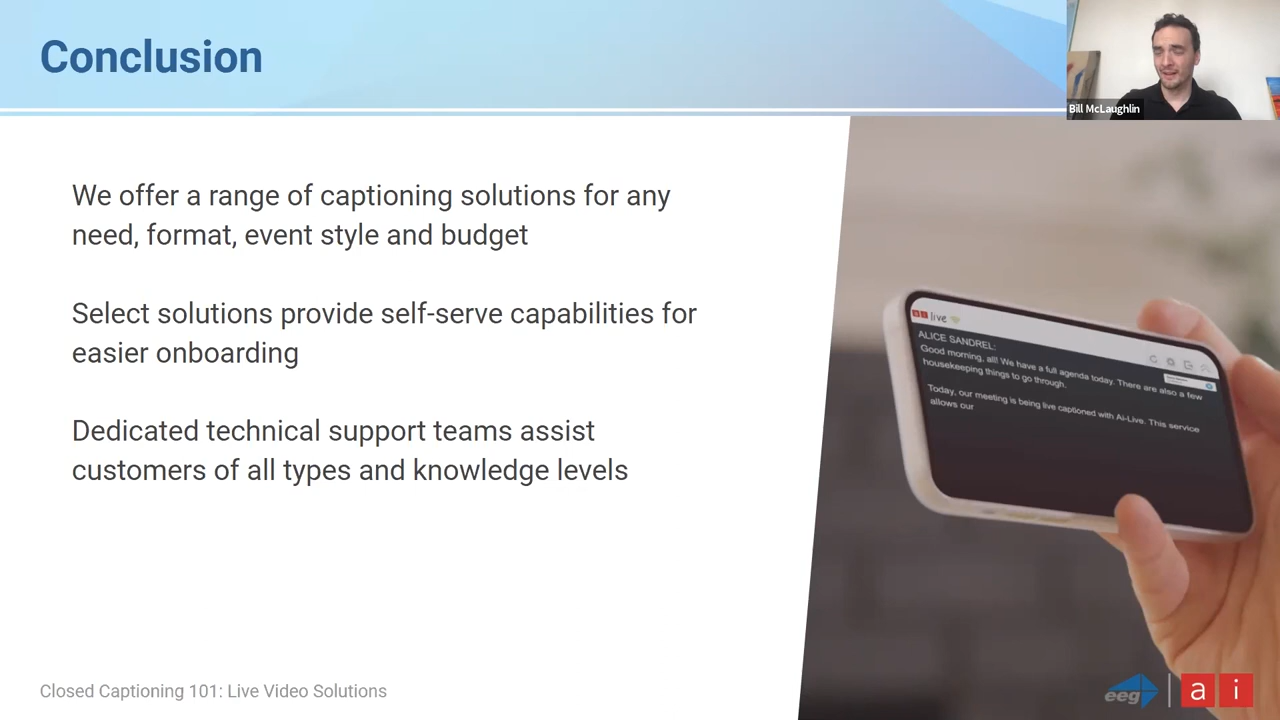 Conclusion
Bill McLaughlin
We offer a range of captioning solutions for any
need, format, event style and budget
Select solutions provide self-serve capabilities for
easier onboarding
Dedicated technical support teams assist
customers of all types and knowledge levels
ai live
ALICE SANDREL:
Good morning, all! We have a full agenda today. There are also a few
housekeeping things to go through.
Today, our meeting is being live captioned with Ai-Live. This service
allows our
Closed Captioning 101: Live Video Solutions
eeg
ai